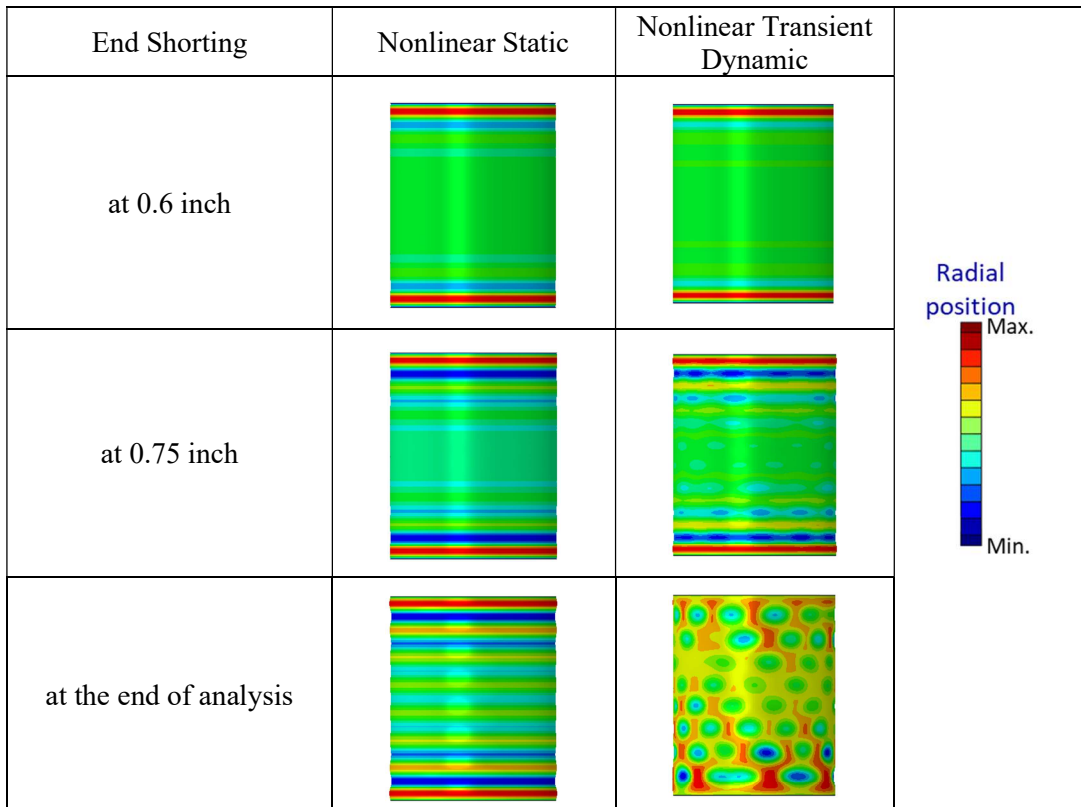 End Shorting
Nonlinear Static
Nonlinear Transient
Dynamic
at 0.6 inch
at 0.75 inch
at the end of analysis
Radial
position
Max.
Min.